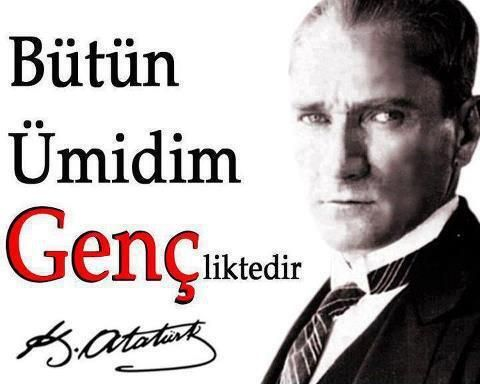 Bütün
Ümidim
Gençliktedir
K. Atatürk